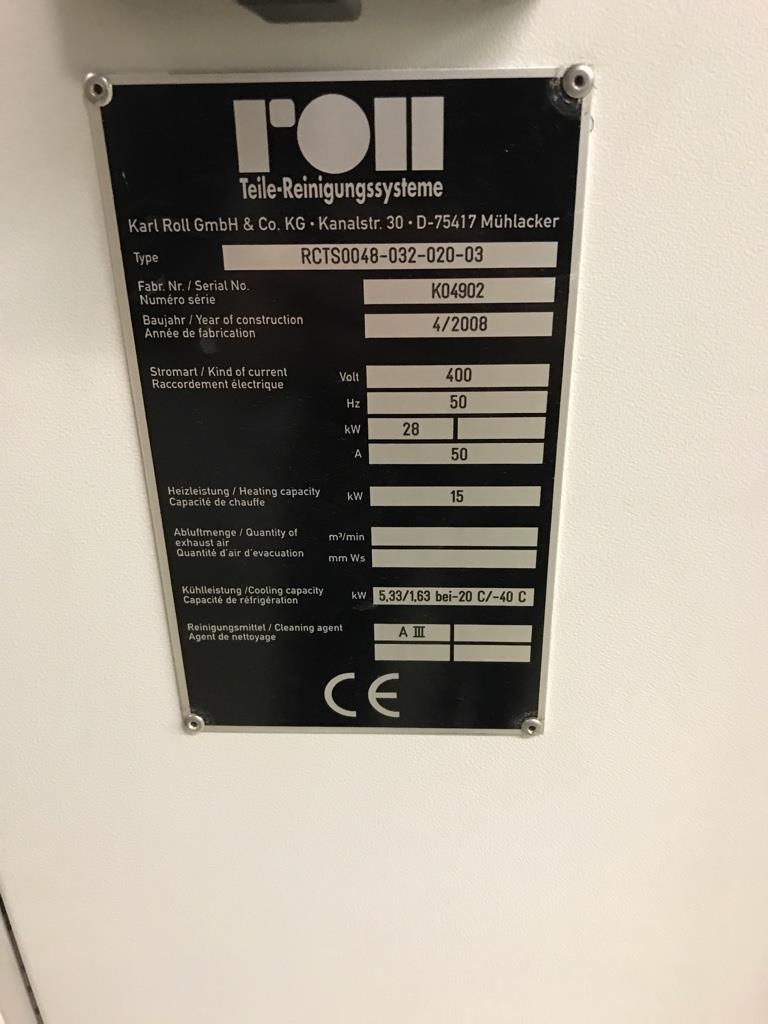 roll
Teile-Reinigungssysteme
Karl Roll GmbH & Co. KG · Kanalstr. 30 · D-75417 Mühlacker
Type RCTS0048-032-020-03
Fabr. Nr. / Serial No.
Numéro série
K04902
Baujahr / Year of construction
Année de fabrication
4/2008
Stromart / Kind of current
Raccordement électrique
Volt 400
Hz 50
kW 28
A 50
Heizleistung / Heating capacity
Capacité de chauffe
kW 15
Abluftmenge / Quantity of
exhaust air
Quantité d'air d'evacuation
m³/min
mm Ws
Kühlleistung /Cooling capacity
Capacité de réfrigération
kW 5,33/1,63 bei-20 C/-40 C
Reinigungsmittel / Cleaning agent
Agent de nettoyage
A III
CE